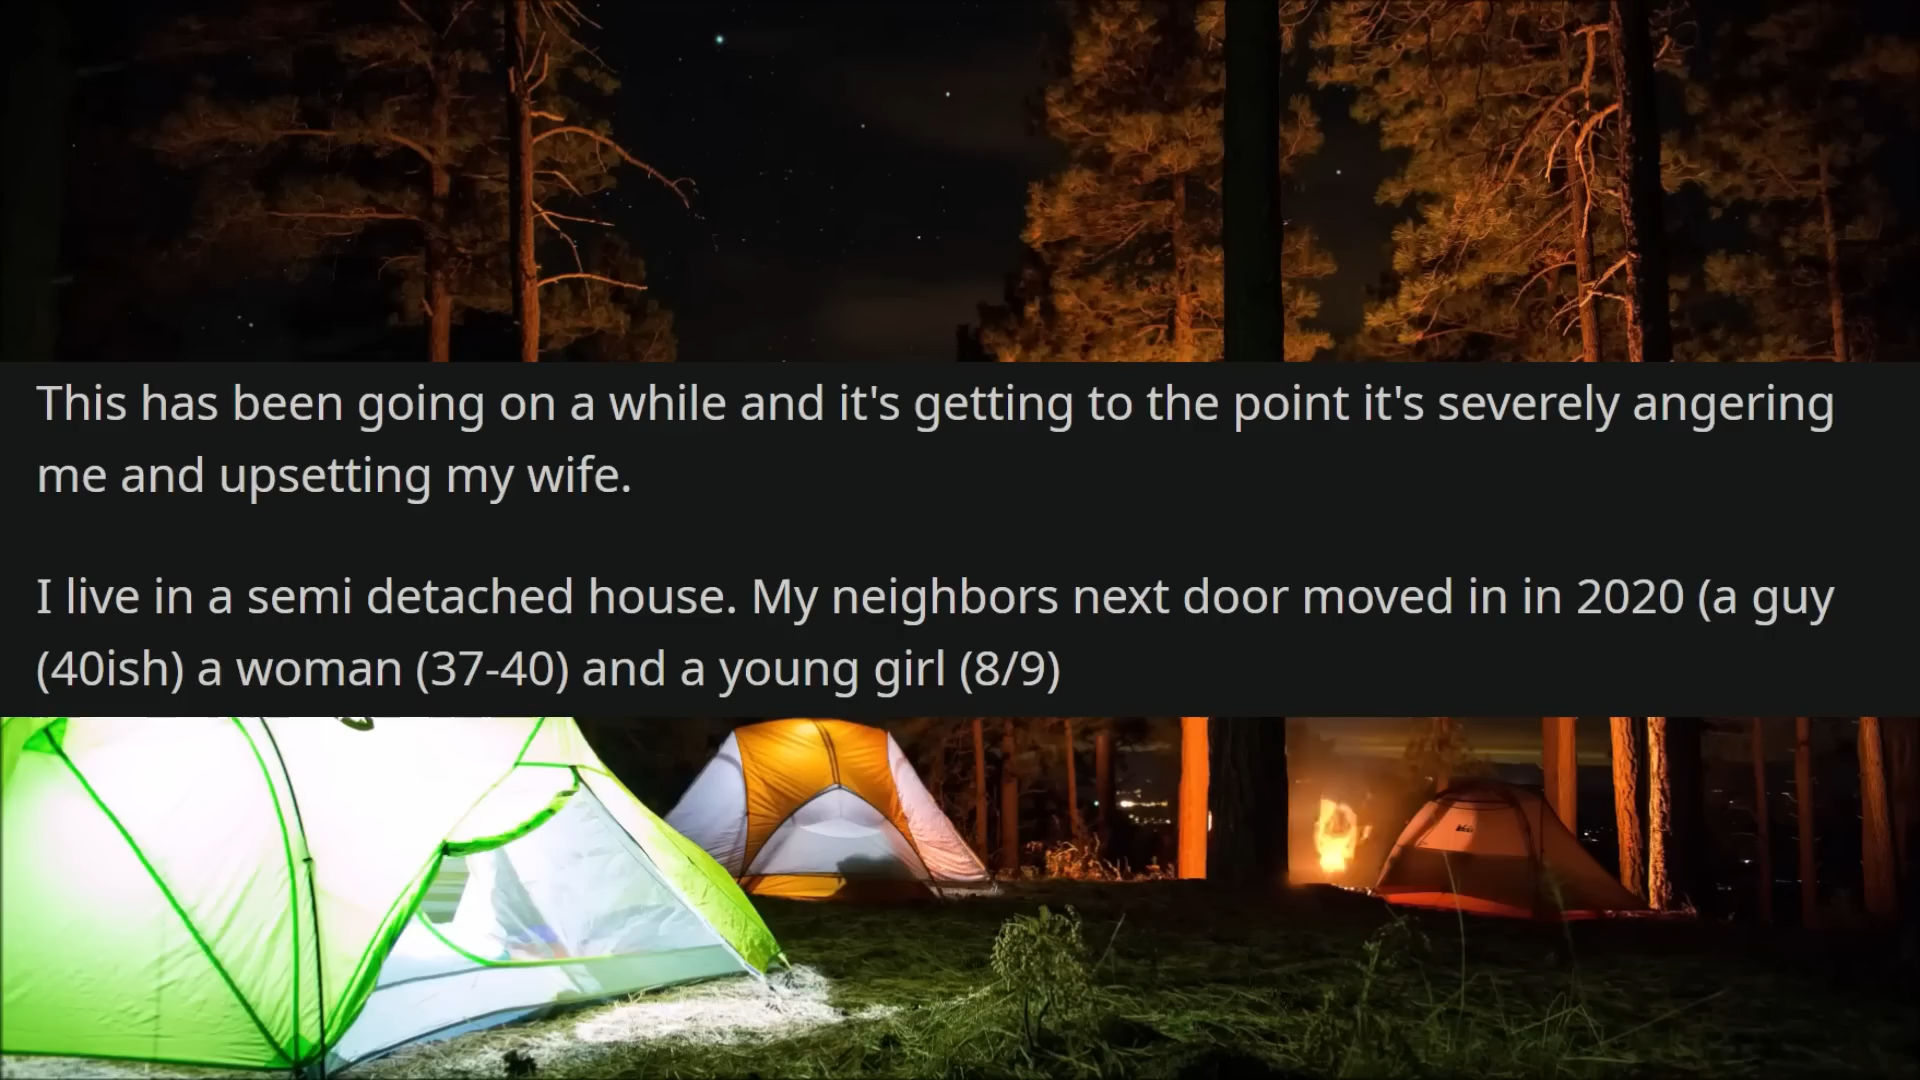 This has been going on a while and it's getting to the point it's severely angering
me and upsetting my wife.
I live in a semi detached house. My neighbors next door moved in in 2020 (a guy
(40ish) a woman (37-40) and a young girl (8/9)